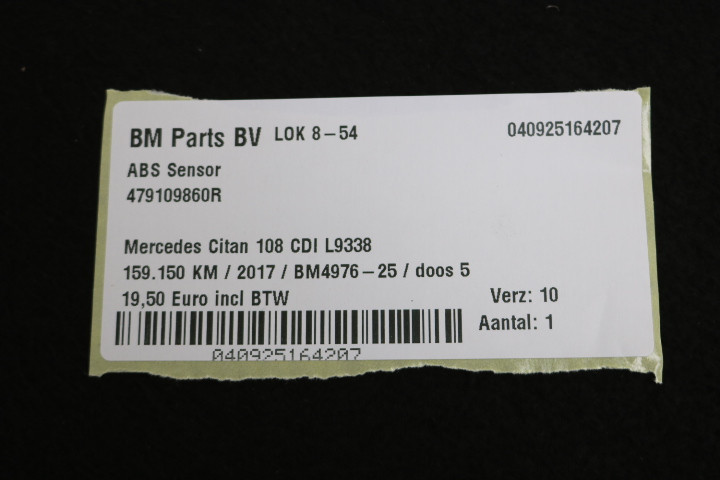 BM Parts BV LOK 8-54 040925164207
ABS Sensor
479109860R
Mercedes Citan 108 CDI L9338
159.150 KM / 2017 / BM4976-25 / doos 5
19,50 Euro incl BTW Verz: 10
Aantal: 1
040925164207